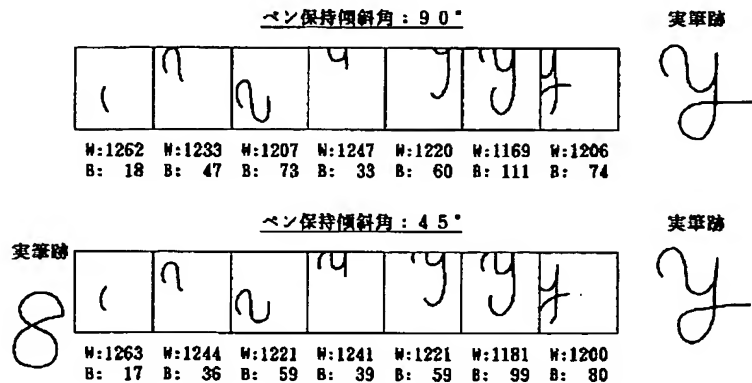 ペン保持傾斜角：90°
実筆跡
W:1262 W:1233 W:1207 W:1247 W:1220 W:1169 W:1206
B: 18 B: 47 B: 73 B: 33 B: 60 B: 111 B: 74
ペン保持傾斜角：45°
実筆跡
実筆跡
8
W:1263 W:1244 W:1221 W:1241 W:1221 W:1181 W:1200
B: 17 B: 36 B: 59 B: 39 B: 59 B: 99 B: 80